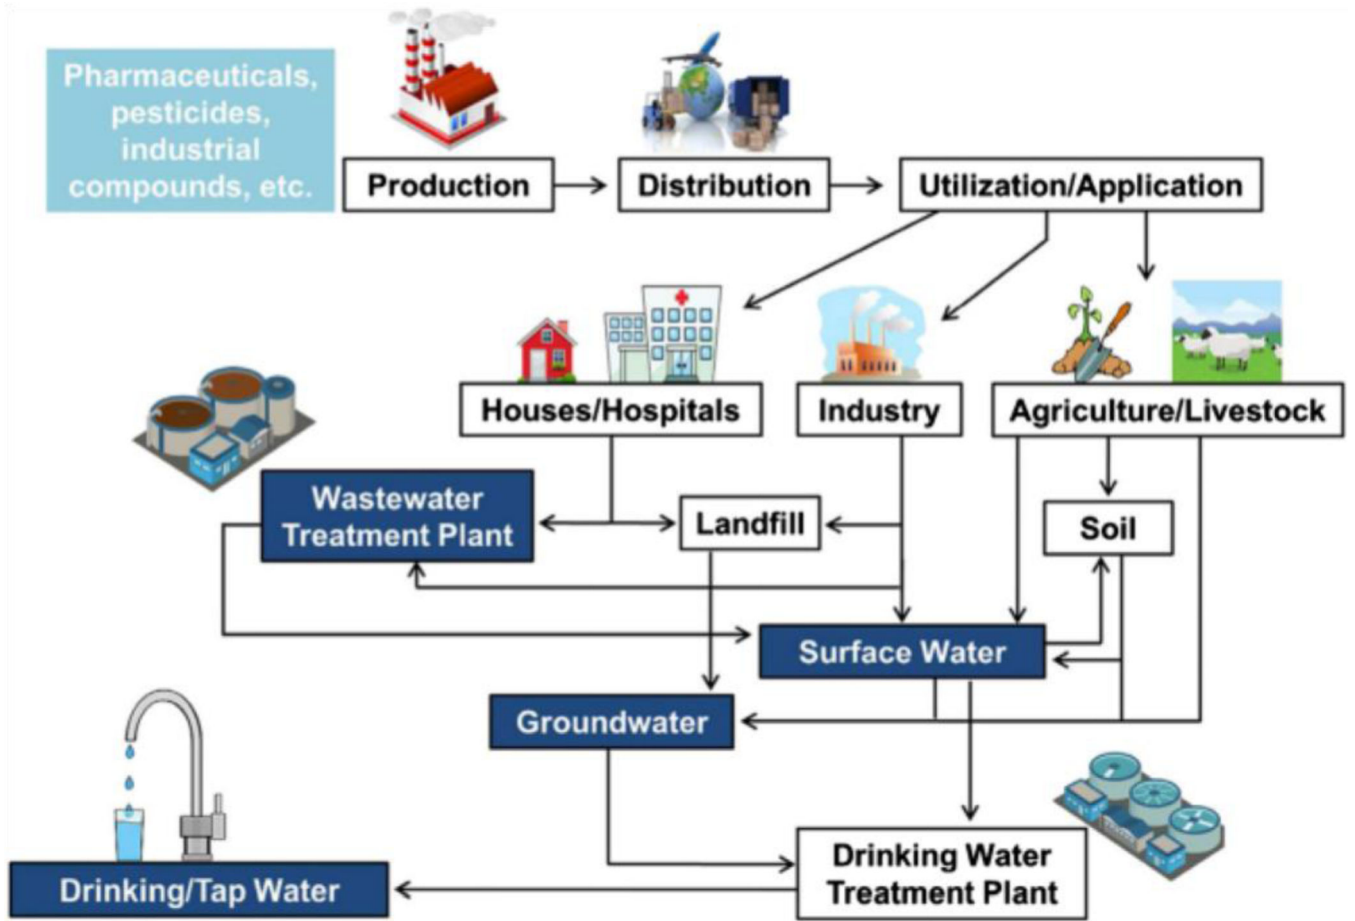 Pharmaceuticals,
pesticides,
industrial
compounds, etc.
Production
Distribution
Utilization/Application
Houses/Hospitals
Industry
Agriculture/Livestock
Wastewater
Treatment Plant
Landfill
Soil
Surface Water
Groundwater
Drinking Water
Treatment Plant
Drinking/Tap Water